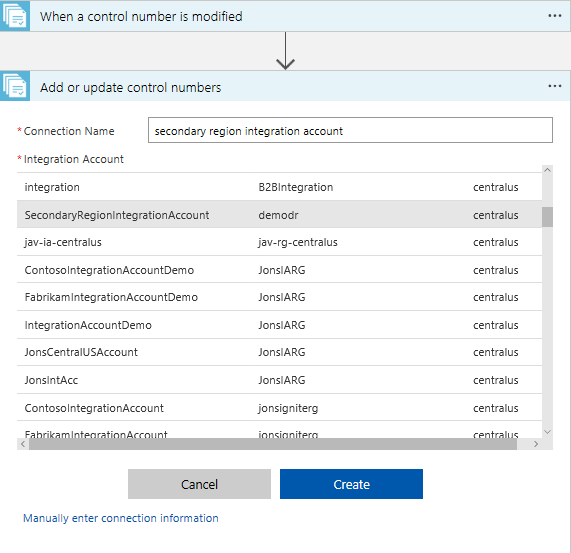 When a control number is modified ...
Add or update control numbers ...
*Connection Name secondary region integration account
*Integration Account
integration B2BIntegration centralus
SecondaryRegionIntegrationAccount demodr centralus
jav-ia-centralus jav-rg-centralus centralus
ContosoIntegrationAccountDemo JonsIARG centralus
FabrikamIntegrationAccountDemo JonsIARG centralus
IntegrationAccountDemo JonsIARG centralus
JonsCentralUSAccount JonsIARG centralus
JonsIntAcc JonsIARG centralus
ContosoIntegrationAccount jonsigniterg centralus
FabrikamIntegrationAccount jonsigniterg centralus
Cancel Create
Manually enter connection information